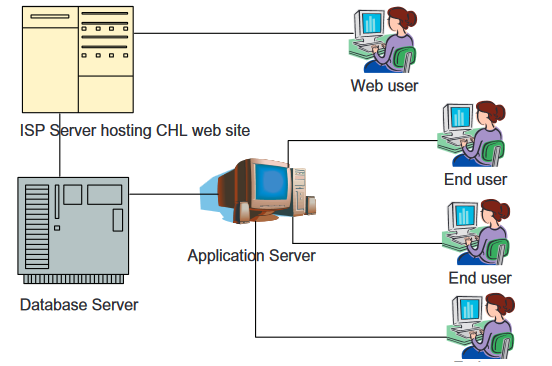 Web user
ISP Server hosting CHL web site
End user
Application Server
End user
Database Server